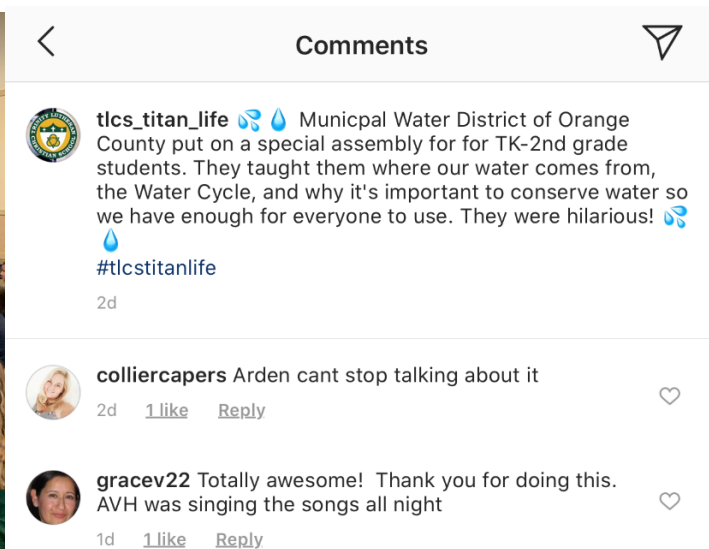 Comments
tlcs_titan_life 💦 💧 Municpal Water District of Orange
County put on a special assembly for for TK-2nd grade
students. They taught them where our water comes from,
the Water Cycle, and why it's important to conserve water so
we have enough for everyone to use. They were hilarious! 💦
💧
#tlcstitanlife
2d
colliercapers Arden cant stop talking about it
2d 1 like Reply
gracev22 Totally awesome!  Thank you for doing this.
AVH was singing the songs all night
1d 1 like Reply